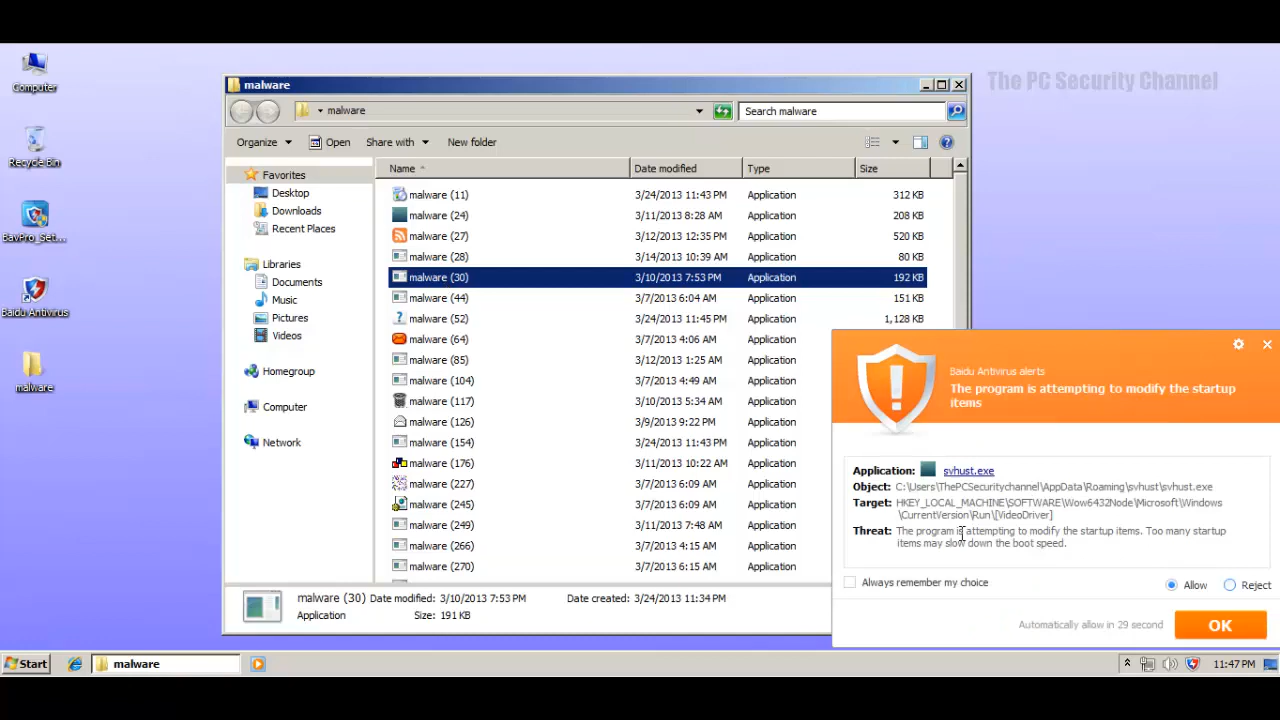 The PC Security Channel
Computer
Recycle Bin
BavPro_Set...
Baidu Antivirus
malware
malware
malware
Search malware
Organize
Open
Share with
New folder
Favorites
Desktop
Downloads
Recent Places
Libraries
Documents
Music
Pictures
Videos
Homegroup
Computer
Network
Name Date modified Type Size
malware (11) 3/24/2013 11:43 PM Application 312 KB
malware (24) 3/11/2013 8:28 AM Application 208 KB
malware (27) 3/12/2013 12:35 PM Application 520 KB
malware (28) 3/14/2013 10:39 AM Application 80 KB
malware (30) 3/10/2013 7:53 PM Application 192 KB
malware (44) 3/7/2013 6:04 AM Application 151 KB
malware (52) 3/24/2013 11:45 PM Application 1,128 KB
malware (64) 3/7/2013 4:06 AM Application
malware (85) 3/12/2013 1:25 AM Application
malware (104) 3/7/2013 4:49 AM Application
malware (117) 3/10/2013 5:34 AM Application
malware (126) 3/9/2013 9:22 PM Application
malware (154) 3/24/2013 11:43 PM Application
malware (176) 3/11/2013 10:22 AM Application
malware (227) 3/7/2013 6:09 AM Application
malware (245) 3/7/2013 6:09 AM Application
malware (249) 3/11/2013 7:48 AM Application
malware (266) 3/7/2013 4:15 AM Application
malware (270) 3/7/2013 6:15 AM Application
malware (30) Date modified: 3/10/2013 7:53 PM Date created: 3/24/2013 11:34 PM
Application Size: 191 KB
Baidu Antivirus alerts
The program is attempting to modify the startup
items
Application: svhust.exe
Object: C:\Users\ThePCSecuritychannel\AppData\Roaming\svhust\svhust.exe
Target: HKEY_LOCAL_MACHINE\SOFTWARE\Wow6432Node\Microsoft\Windows
\CurrentVersion\Run\[VideoDriver]
Threat: The program is attempting to modify the startup items. Too many startup
items may slow down the boot speed.
Always remember my choice
Allow
Reject
Automatically allow in 29 second
OK
Start
malware
11:47 PM